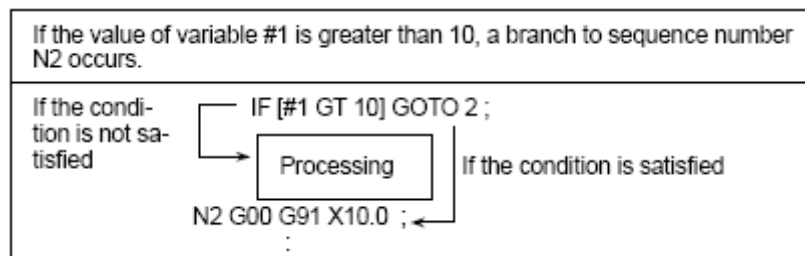 If the value of variable #1 is greater than 10, a branch to sequence number
N2 occurs.
If the condi-
tion is not sa-
tisfied
IF [#1 GT 10] GOTO 2 ;
Processing
If the condition is satisfied
N2 G00 G91 X10.0 ;
: